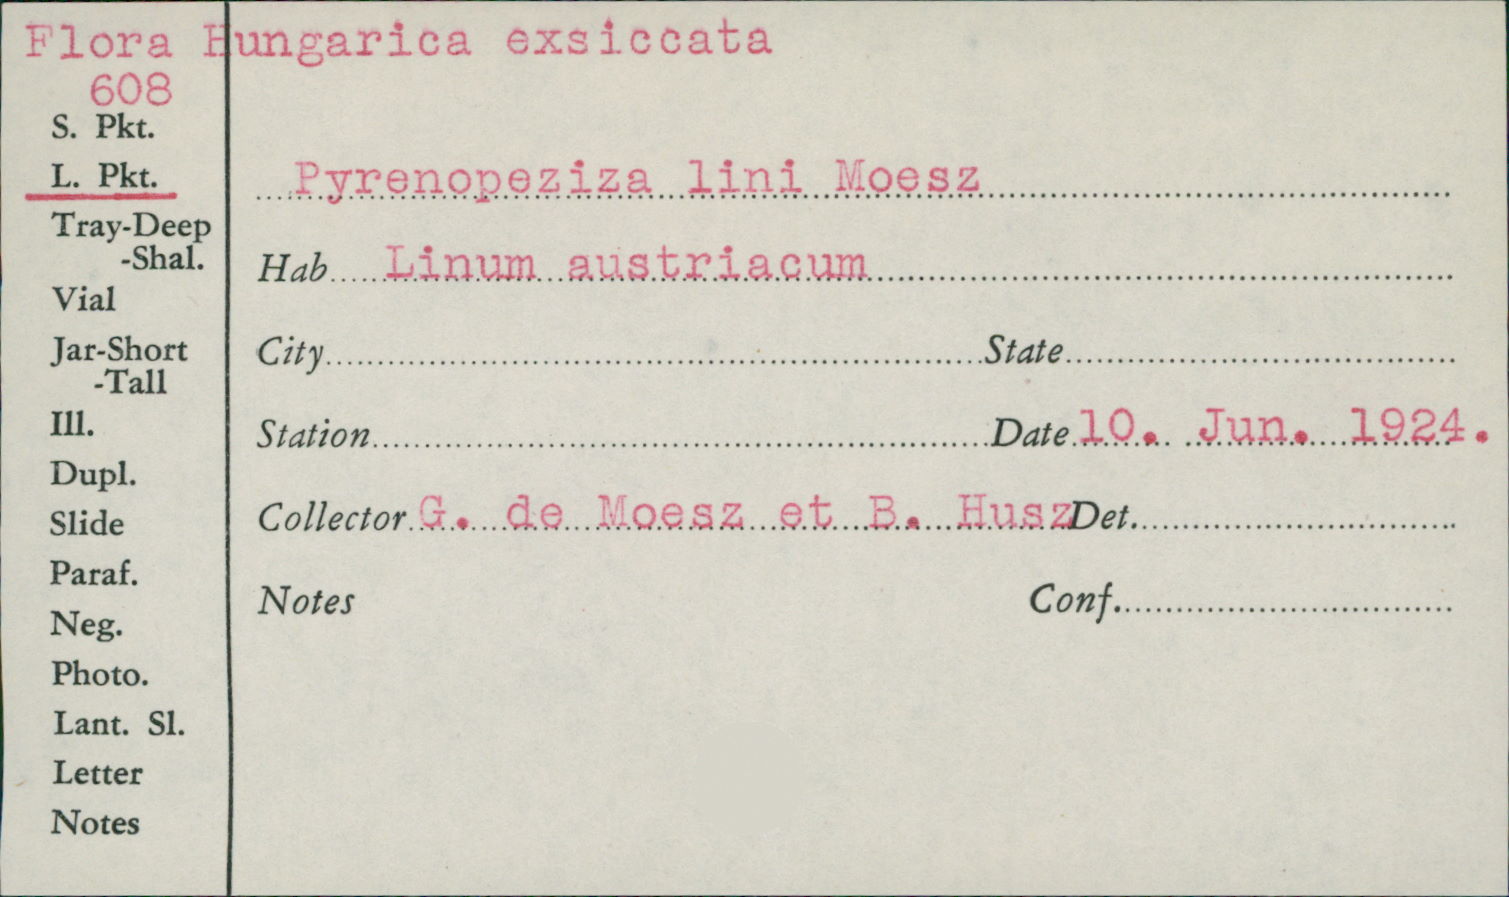 Flora Hungarica exsiccata
608
S. Pkt.
L. Pkt.
Tray-Deep
-Shal.
Vial
Jar-Short
-Tall
Ill.
Dupl.
Slide
Paraf.
Neg.
Photo.
Lant. Sl.
Letter
Notes
Pyrenopeziza lini Moesz
Hab Linum austriacum
City State
Station Date 10. Jun. 1924.
Collector G. de Moesz et B. Husz Det.
Notes Conf.